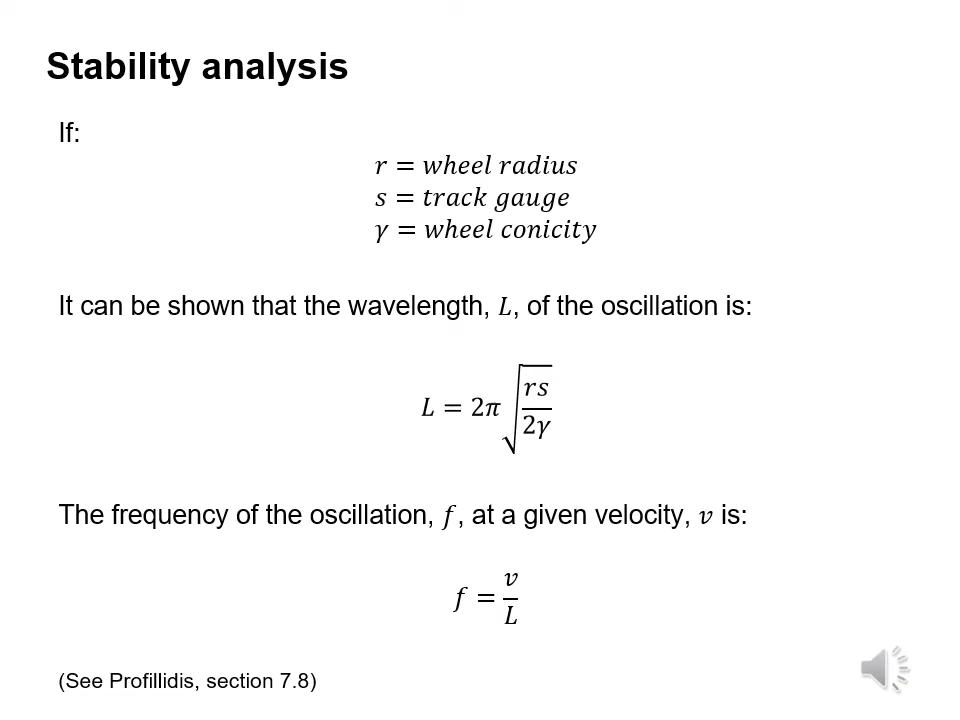 Stability analysis
If:
r = wheel radius
s = track gauge
γ = wheel conicity
It can be shown that the wavelength, L, of the oscillation is:
L = 2π√(rs/2γ)
The frequency of the oscillation, f, at a given velocity, v is:
f = v/L
(See Profillidis, section 7.8)